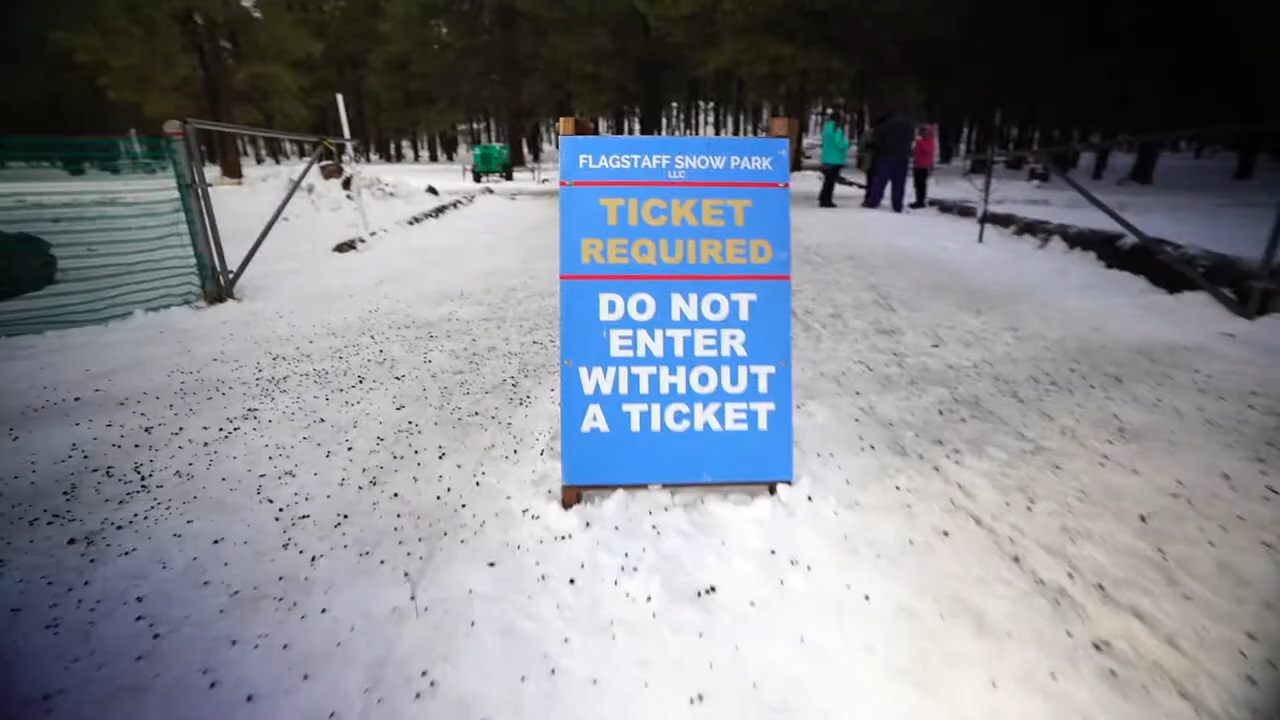 FLAGSTAFF SNOW PARK
LLC
TICKET
REQUIRED
DO NOT
ENTER
WITHOUT
A TICKET